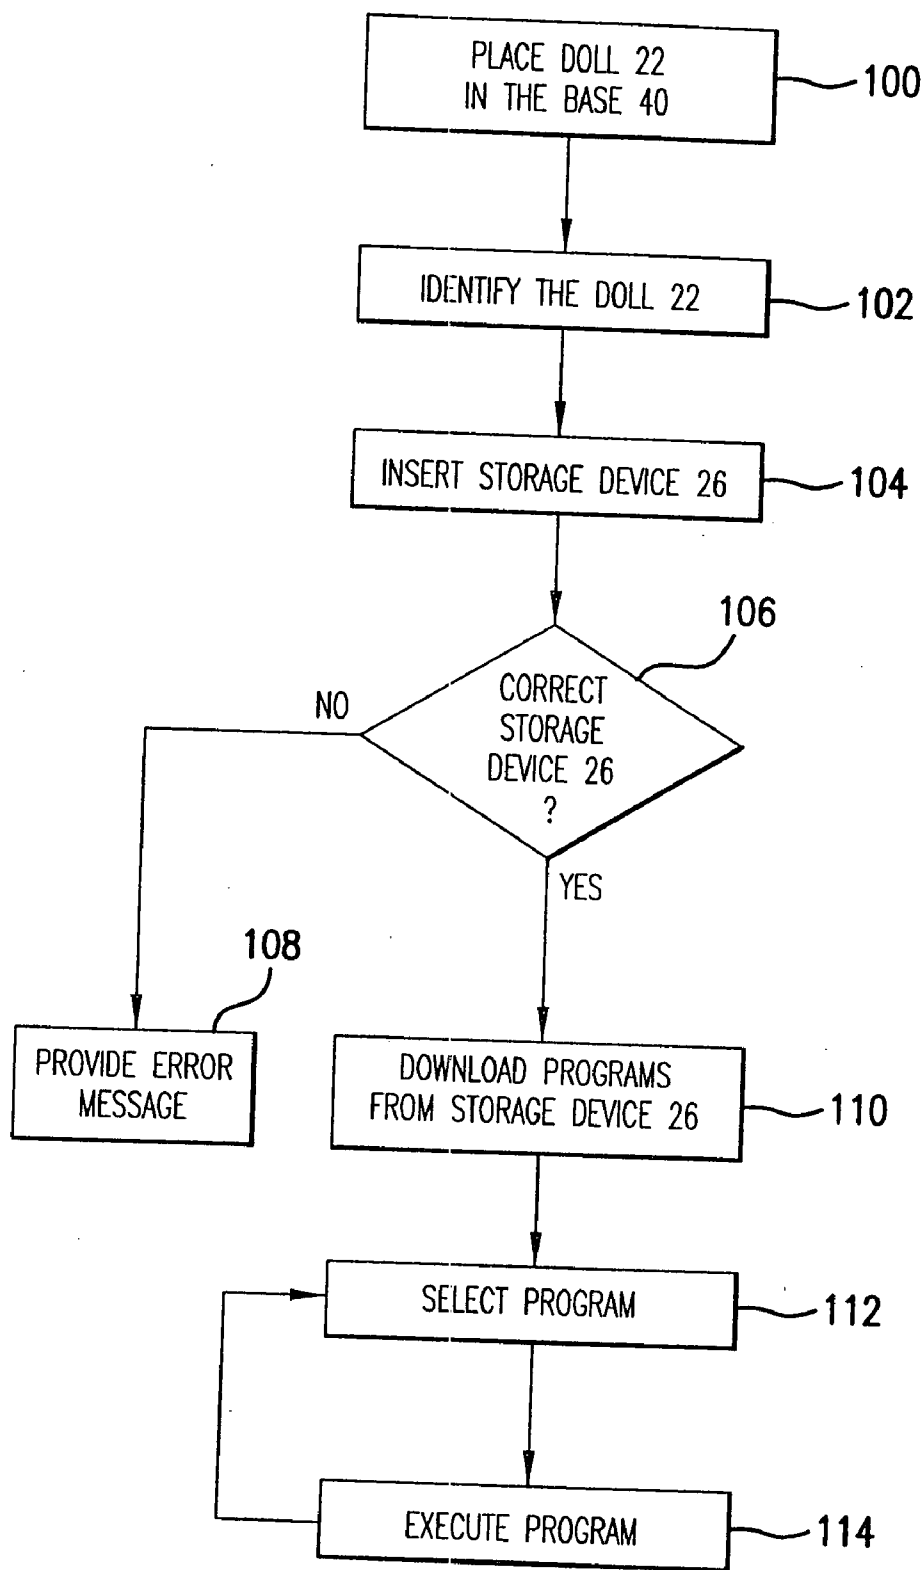 PLACE DOLL 22
IN THE BASE 40
100
IDENTIFY THE DOLL 22
102
INSERT STORAGE DEVICE 26
104
106
CORRECT
STORAGE
DEVICE 26
?
NO
YES
108
PROVIDE ERROR
MESSAGE
DOWNLOAD PROGRAMS
FROM STORAGE DEVICE 26
110
SELECT PROGRAM
112
EXECUTE PROGRAM
114